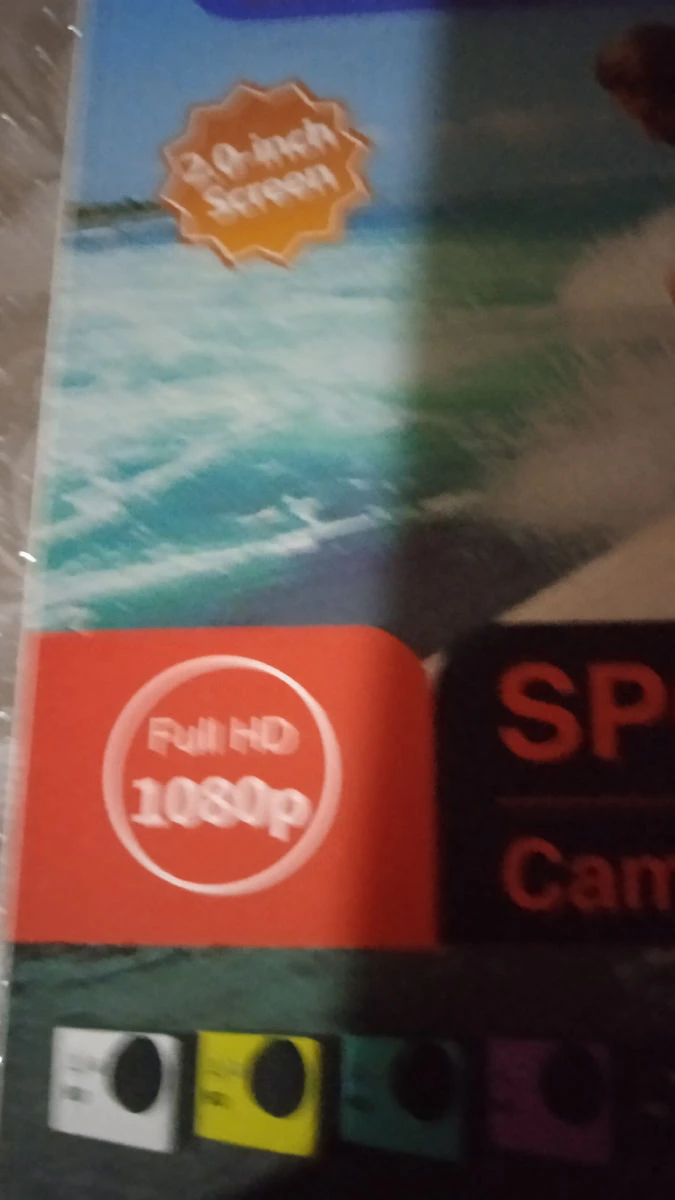 2.0-inch
Screen
Full HD
1080p
SP
Cam